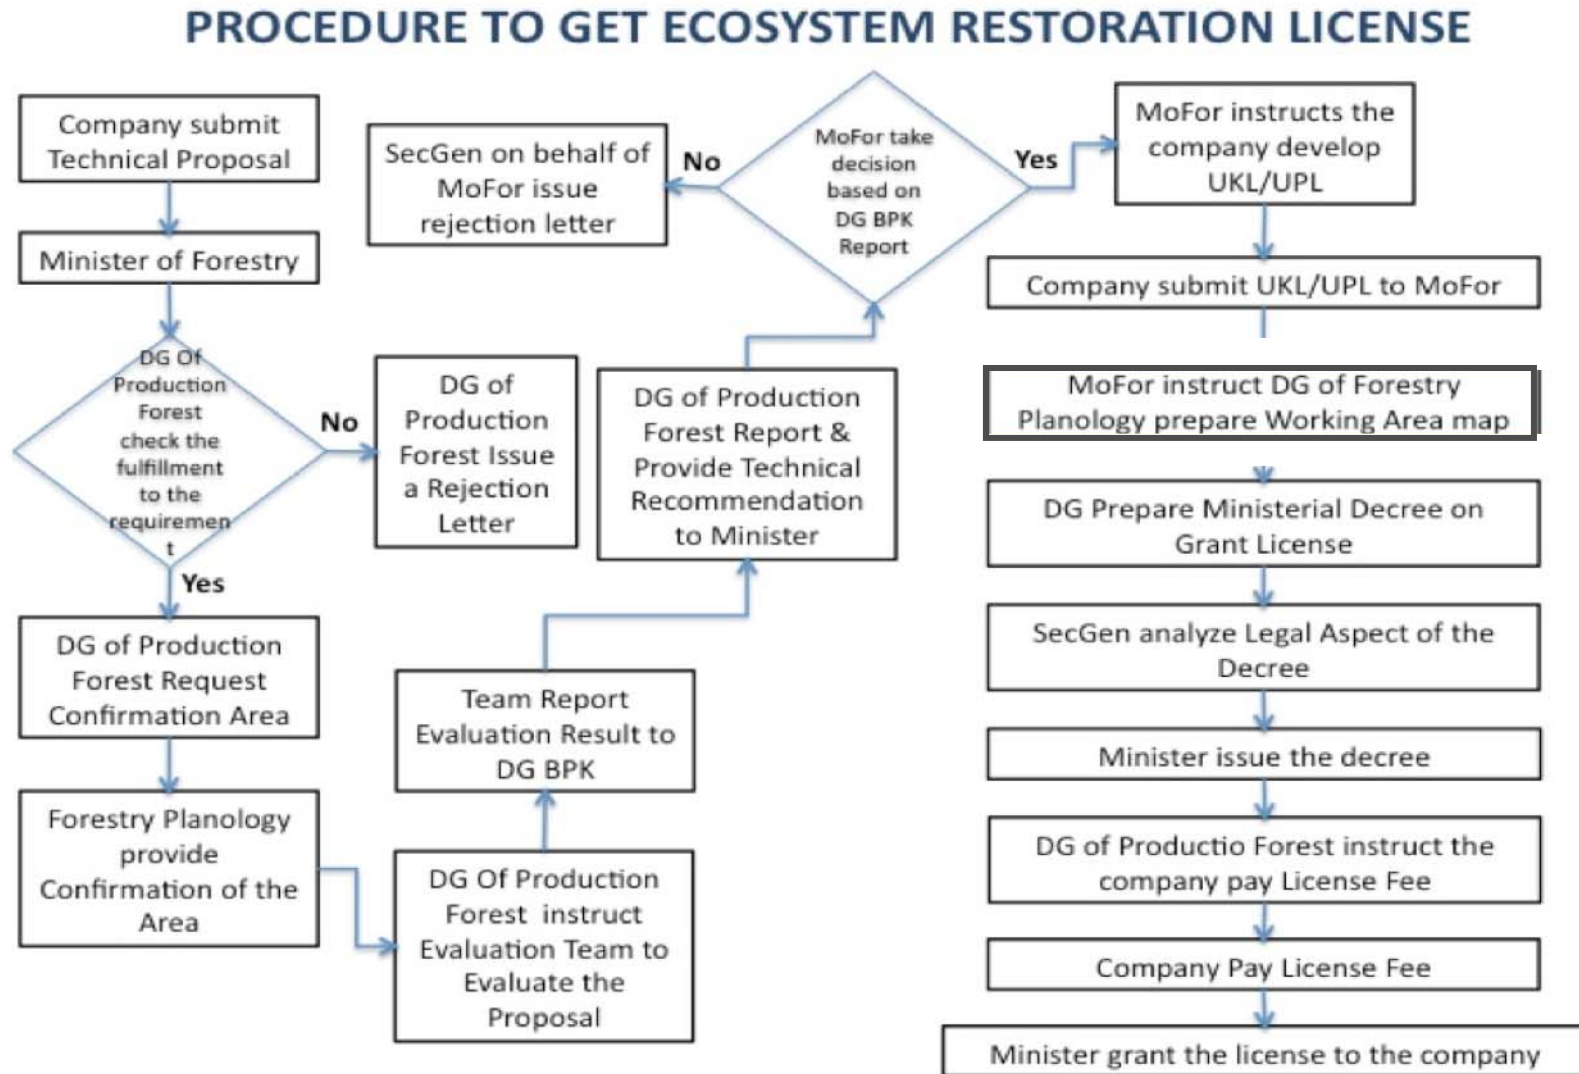 PROCEDURE TO GET ECOSYSTEM RESTORATION LICENSE
Company submit
Technical Proposal
Minister of Forestry
DG Of
Production
Forest
check the
fulfillment
to the
requiremen
t
No
DG of
Production
Forest Issue
a Rejection
Letter
Yes
DG of Production
Forest Request
Confirmation Area
Forestry Planology
provide
Confirmation of the
Area
DG Of Production
Forest instruct
Evaluation Team to
Evaluate the
Proposal
Team Report
Evaluation Result to
DG BPK
DG of Production
Forest Report &
Provide Technical
Recommendation
to Minister
MoFor take
decision
based on
DG BPK
Report
No
SecGen on behalf of
MoFor issue
rejection letter
Yes
MoFor instructs the
company develop
UKL/UPL
Company submit UKL/UPL to MoFor
MoFor instruct DG of Forestry
Planology prepare Working Area map
DG Prepare Ministerial Decree on
Grant License
SecGen analyze Legal Aspect of the
Decree
Minister issue the decree
DG of Productio Forest instruct the
company pay License Fee
Company Pay License Fee
Minister grant the license to the company